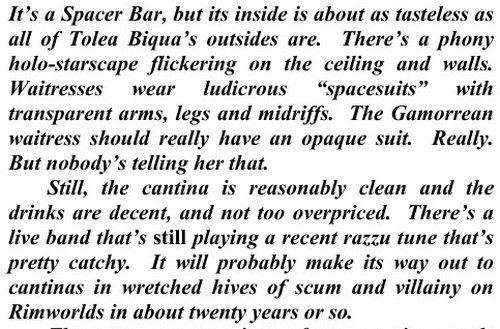 It's a Spacer Bar, but its inside is about as tasteless as
all of Tolea Biqua's outsides are. There's a phony
holo-starscape flickering on the ceiling and walls.
Waitresses wear ludicrous “spacesuits” with
transparent arms, legs and midriffs. The Gamorrean
waitress should really have an opaque suit. Really.
But nobody's telling her that.
Still, the cantina is reasonably clean and the
drinks are decent, and not too overpriced. There's a
live band that's still playing a recent razzu tune that's
pretty catchy. It will probably make its way out to
cantinas in wretched hives of scum and villainy on
Rimworlds in about twenty years or so.